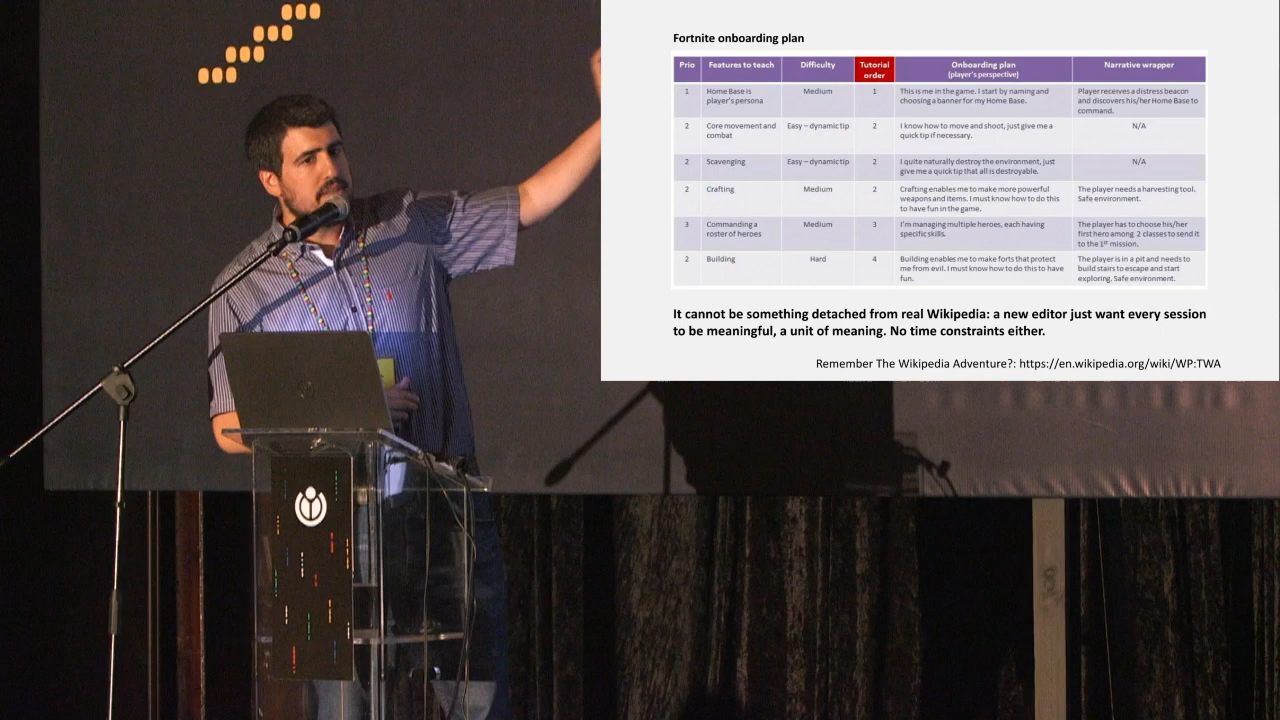 Fortnite onboarding plan
Prio Features to teach Difficulty Tutorial order Onboarding plan (player's perspective) Narrative wrapper
1 Home Base is player's persona Medium 1 This is me in the game. I start by naming and choosing a banner for my Home Base. Player receives a distress beacon and discovers his/her Home Base to command.
2 Core movement and combat Easy – dynamic tip 2 I know how to move and shoot, just give me a quick tip if necessary. N/A
2 Scavenging Easy – dynamic tip 2 I quite naturally destroy the environment, just give me a quick tip that all is destroyable. N/A
2 Crafting Medium 2 Crafting enables me to make more powerful weapons and items. I must know how to do this to have fun in the game. The player needs a harvesting tool. Safe environment.
3 Commanding a roster of heroes Medium 3 I'm managing multiple heroes, each having specific skills. The player has to choose his/her first hero among 2 classes to send it to the 1st mission.
2 Building Hard 4 Building enables me to make forts that protect me from evil. I must know how to do this to have fun. The player is in a pit and needs to build stairs to escape and start exploring. Safe environment.
It cannot be something detached from real Wikipedia: a new editor just want every session
to be meaningful, a unit of meaning. No time constraints either.
Remember The Wikipedia Adventure?: https://en.wikipedia.org/wiki/WP:TWA